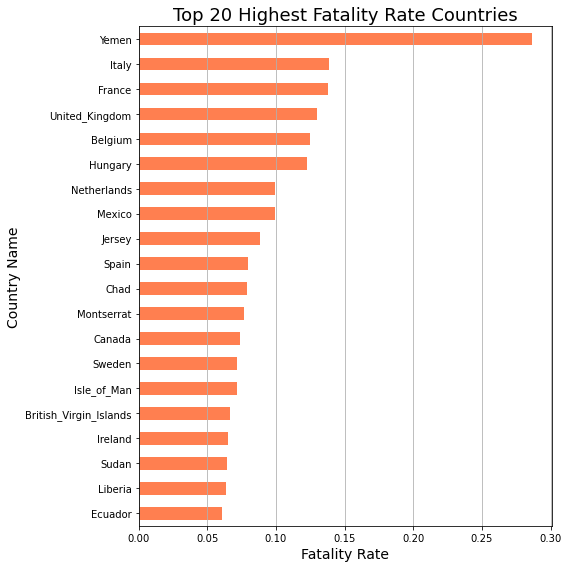 Top 20 Highest Fatality Rate Countries
Country Name
Yemen
Italy
France
United_Kingdom
Belgium
Hungary
Netherlands
Mexico
Jersey
Spain
Chad
Montserrat
Canada
Sweden
Isle_of_Man
British_Virgin_Islands
Ireland
Sudan
Liberia
Ecuador
0.00 0.05 0.10 0.15 0.20 0.25 0.30
Fatality Rate